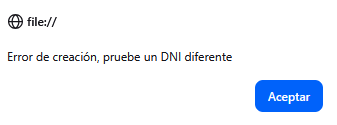 file://
Error de creación, pruebe un DNI diferente
Aceptar